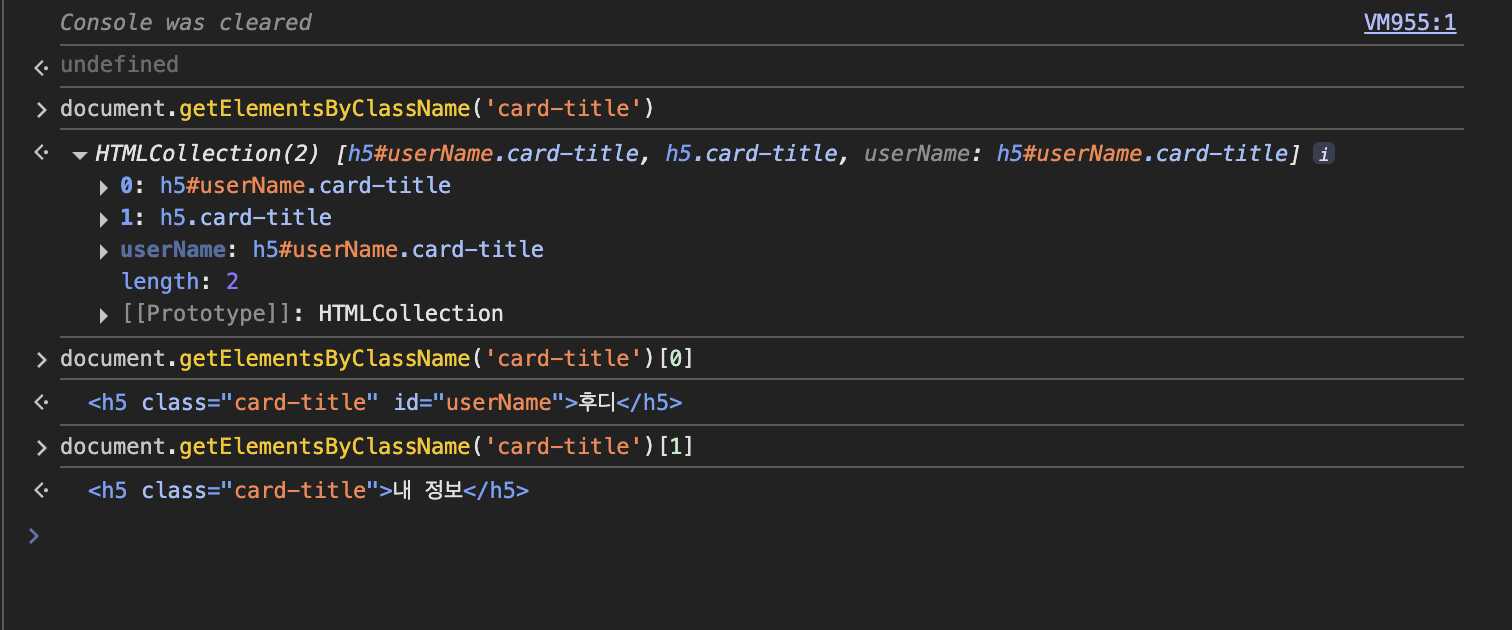 Console was cleared VM955:1
undefined
document.getElementsByClassName('card-title')
HTMLCollection(2) [h5#userName.card-title, h5.card-title, userName: h5#userName.card-title] i
0: h5#userName.card-title
1: h5.card-title
userName: h5#userName.card-title
length: 2
[[Prototype]]: HTMLCollection
document.getElementsByClassName('card-title')[0]
<h5 class="card-title" id="userName">후디</h5>
document.getElementsByClassName('card-title')[1]
<h5 class="card-title">내 정보</h5>